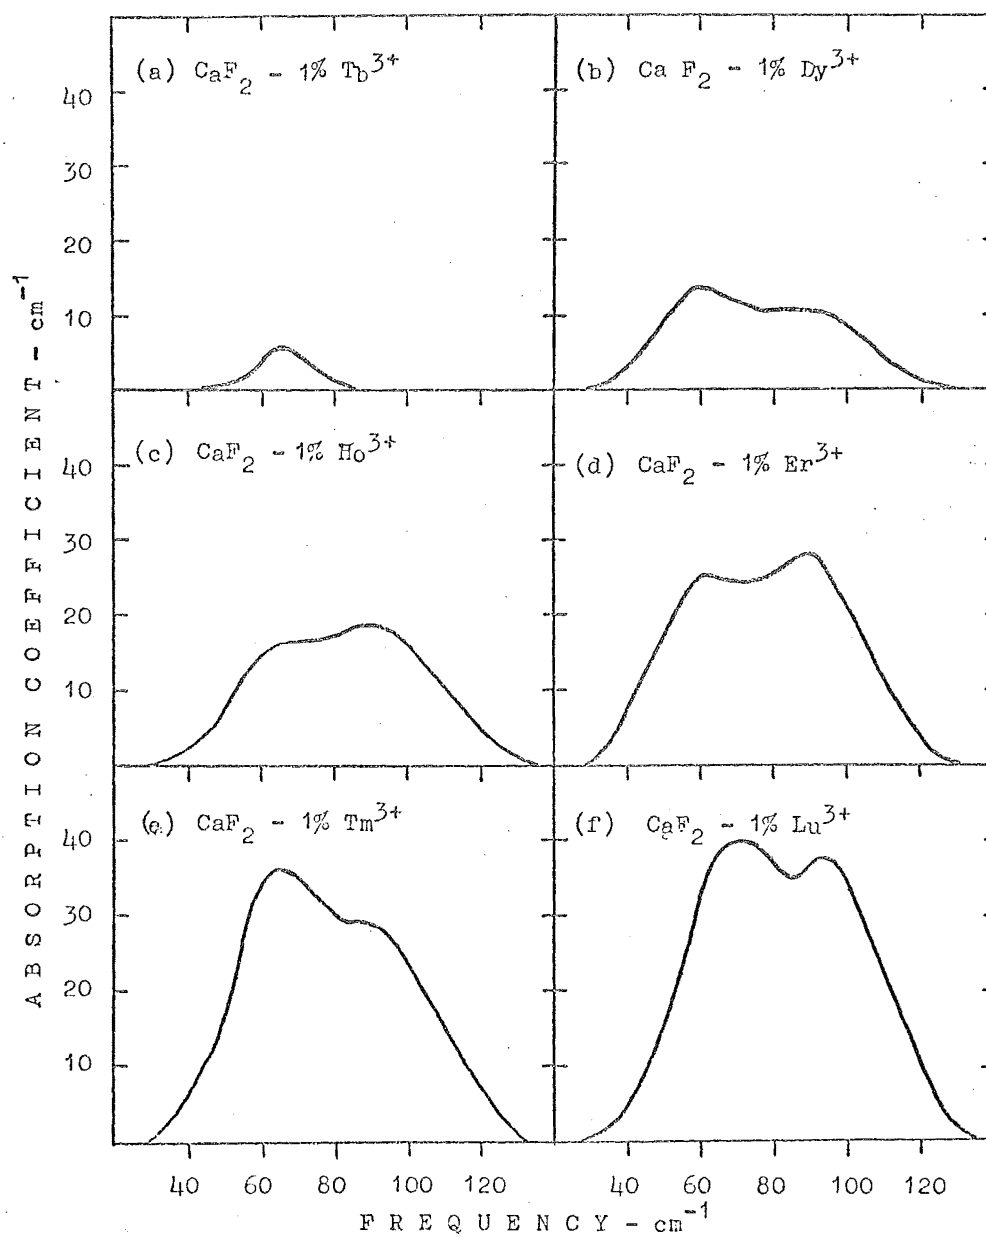 (a) CaF₂ - 1% Tb³⁺
(b) Ca F₂ - 1% Dy³⁺
40
30
20
10
(c) CaF₂ - 1% Ho³⁺
(d) CaF₂ - 1% Er³⁺
40
30
20
10
(e) CaF₂ - 1% Tm³⁺
(f) CaF₂ - 1% Lu³⁺
40
30
20
10
40 60 80 100 120 40 60 80 100 120
FREQUENCY - cm⁻¹
ABSORPTION COEFFICIENT - cm⁻¹